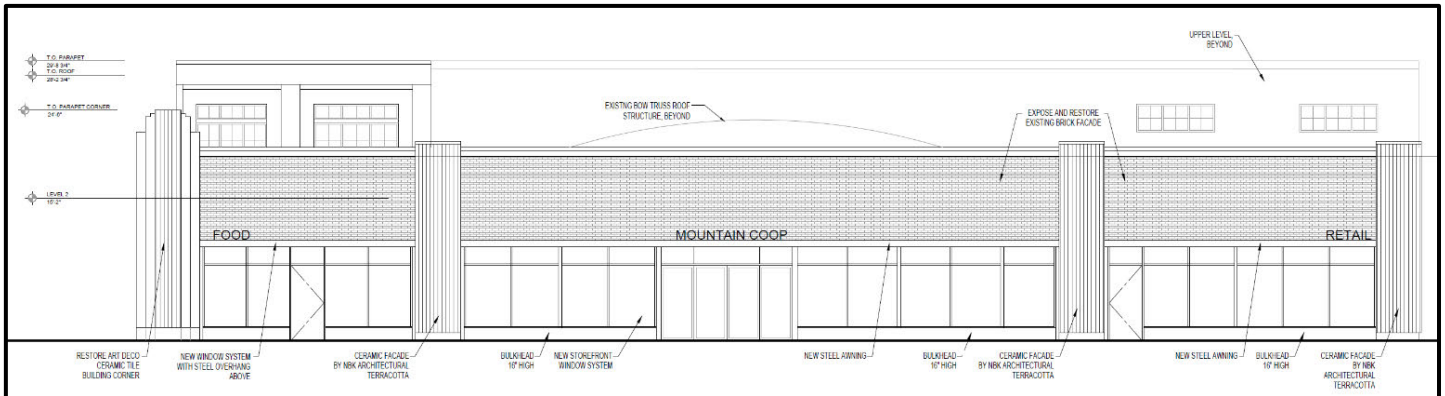 T.O. PARAPET
29'-8 3/4"
T.O. ROOF
28'-2 3/4"
T.O. PARAPET CORNER
24'-0"
LEVEL 2
16'-2"
UPPER LEVEL,
BEYOND
EXISTNG BOW TRUSS ROOF
STRUCTURE, BEYOND
EXPOSE AND RESTORE
EXISTING BRICK FACADE
FOOD
MOUNTAIN COOP
RETAIL
RESTORE ART DECO
CERAMIC TILE
BUILDING CORNER
NEW WINDOW SYSTEM
WITH STEEL OVERHANG
ABOVE
CERAMIC FACADE
BY NBK ARCHITECTURAL
TERRACOTTA
BULKHEAD
16" HIGH
NEW STOREFRONT
WINDOW SYSTEM
NEW STEEL AWNING
BULKHEAD
16" HIGH
CERAMIC FACADE
BY NBK ARCHITECTURAL
TERRACOTTA
NEW STEEL AWNING
BULKHEAD
16" HIGH
CERAMIC FACADE
BY NBK
ARCHITECTURAL
TERRACOTTA